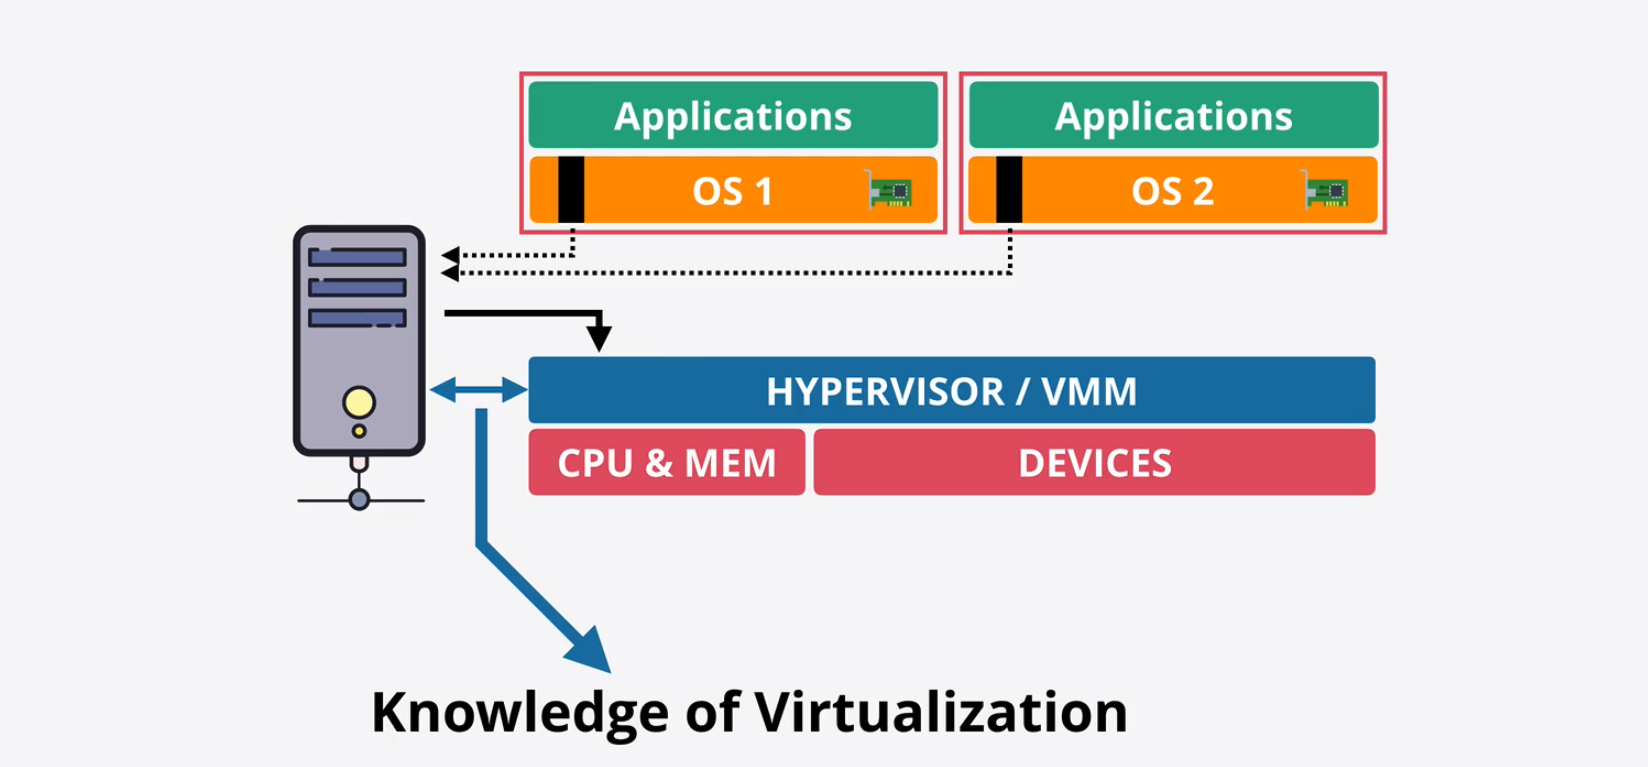 Applications
Applications
OS 1
OS 2
HYPERVISOR / VMM
CPU & MEM
DEVICES
Knowledge of Virtualization